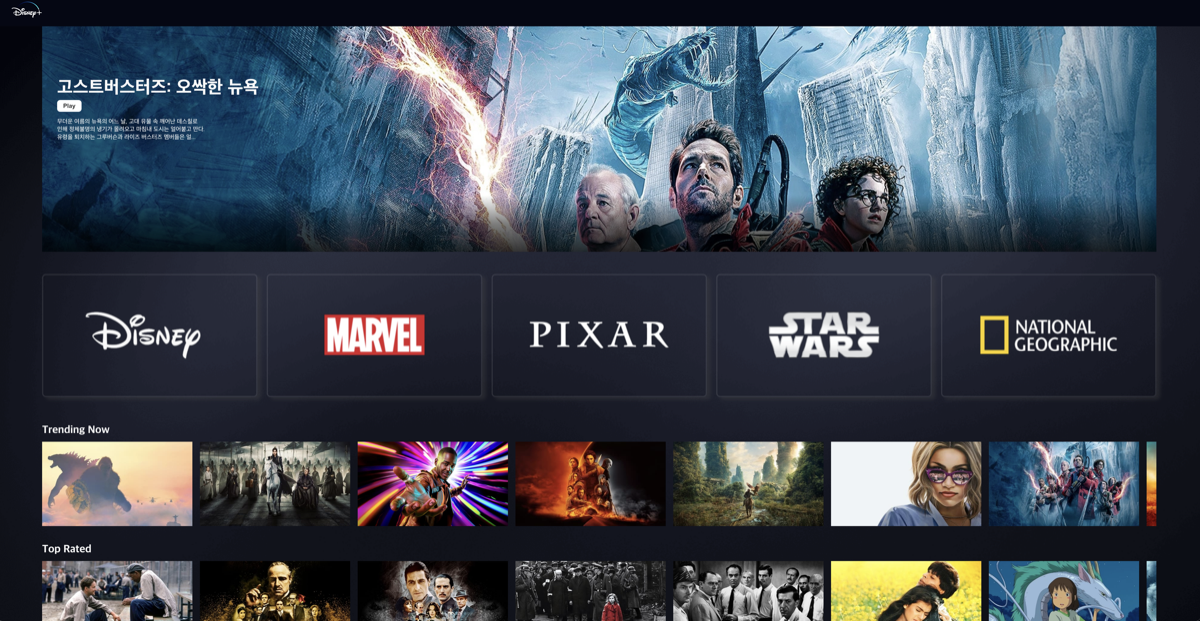 Disney+
고스트버스터즈: 오싹한 뉴욕
Play
무더운 여름의 뉴욕의 어느 날, 고대 유물 속 깨어난 데스칠로
인해 정체불명의 냉기가 몰려오고 마침내 도시는 얼어붙고 만다.
유령을 퇴치하는 그루버슨과 라이즈 버스터즈 멤버들은 얼...
Disney
MARVEL
PIXAR
STAR
WARS
NATIONAL
GEOGRAPHIC
Trending Now
Top Rated